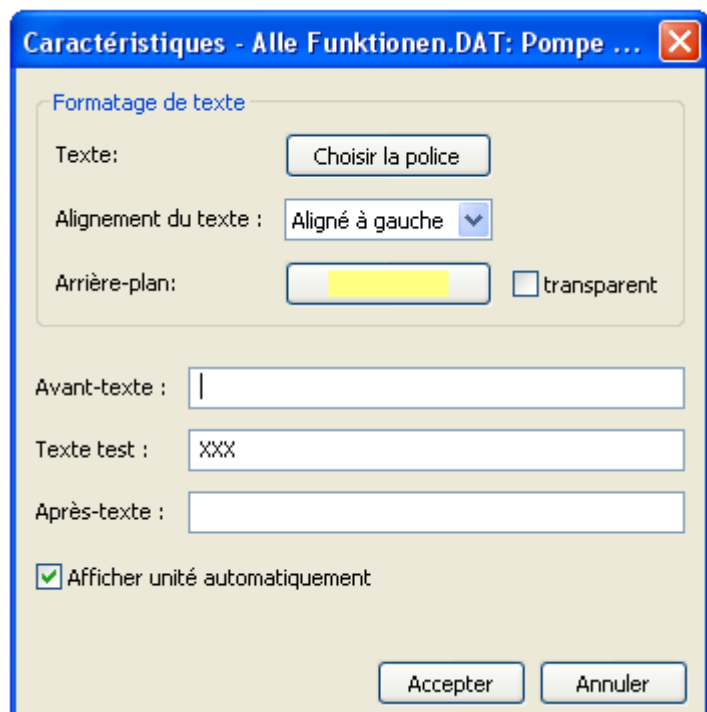 Caractéristiques - Alle Funktionen.DAT: Pompe ...
Formatage de texte
Texte: Choisir la police
Alignement du texte : Aligné à gauche
Arrière-plan: transparent
Avant-texte :
Texte test : XXX
Après-texte :
Afficher unité automatiquement
Accepter Annuler